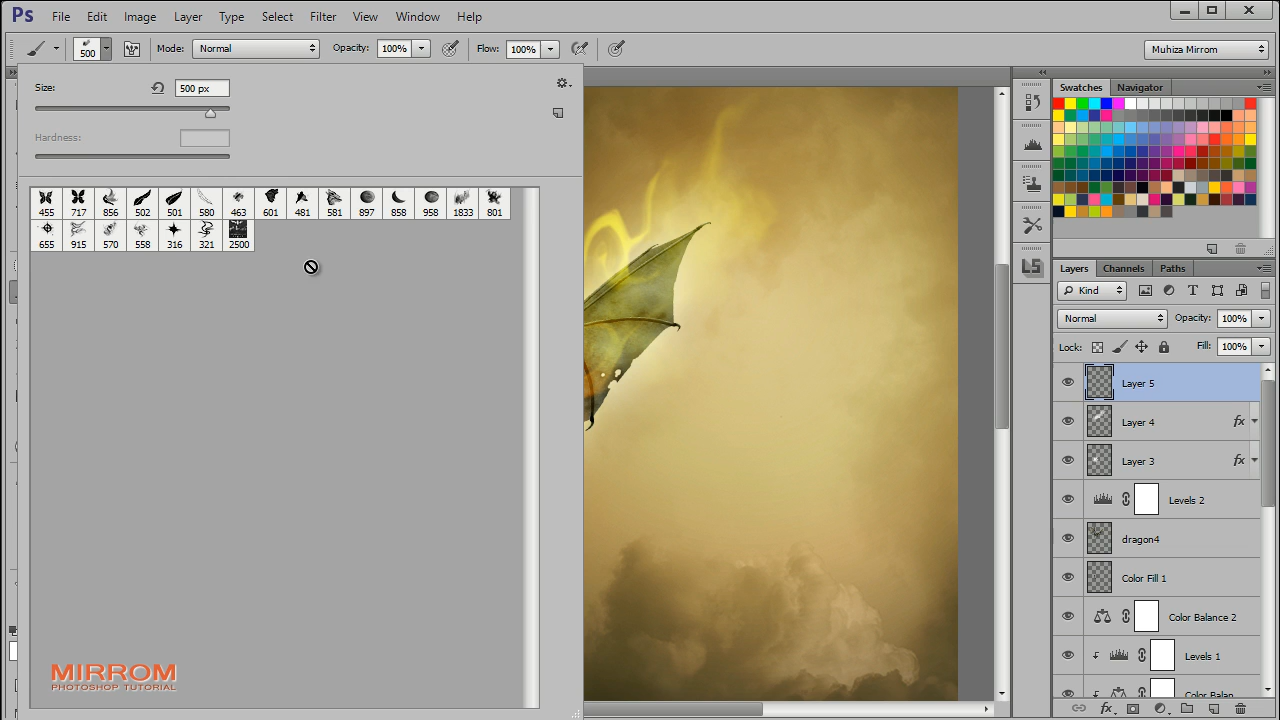 Ps File Edit Image Layer Type Select Filter View Window Help
500 Mode: Normal Opacity: 100% Flow: 100% Muhiza Mirrom
Size: 500 px
Hardness:
455 717 856 502 501 580 463 601 481 581 897 858 958 1833 801
655 915 570 558 316 321 2500
MIRROM
PHOTOSHOP TUTORIAL
Swatches Navigator
Layers Channels Paths
Kind
Normal Opacity: 100%
Lock: Fill: 100%
Layer 5
Layer 4 fx
Layer 3 fx
Levels 2
dragon4
Color Fill 1
Color Balance 2
Levels 1
Color Balan
fx